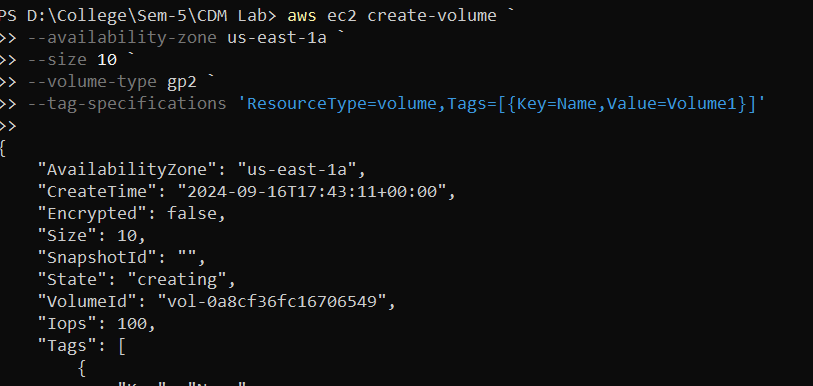 PS D:\College\Sem-5\CDM Lab> aws ec2 create-volume `
>> --availability-zone us-east-1a `
>> --size 10 `
>> --volume-type gp2 `
>> --tag-specifications 'ResourceType=volume,Tags=[{Key=Name,Value=Volume1}]'
>>
{
    "AvailabilityZone": "us-east-1a",
    "CreateTime": "2024-09-16T17:43:11+00:00",
    "Encrypted": false,
    "Size": 10,
    "SnapshotId": "",
    "State": "creating",
    "VolumeId": "vol-0a8cf36fc16706549",
    "Iops": 100,
    "Tags": [
        {